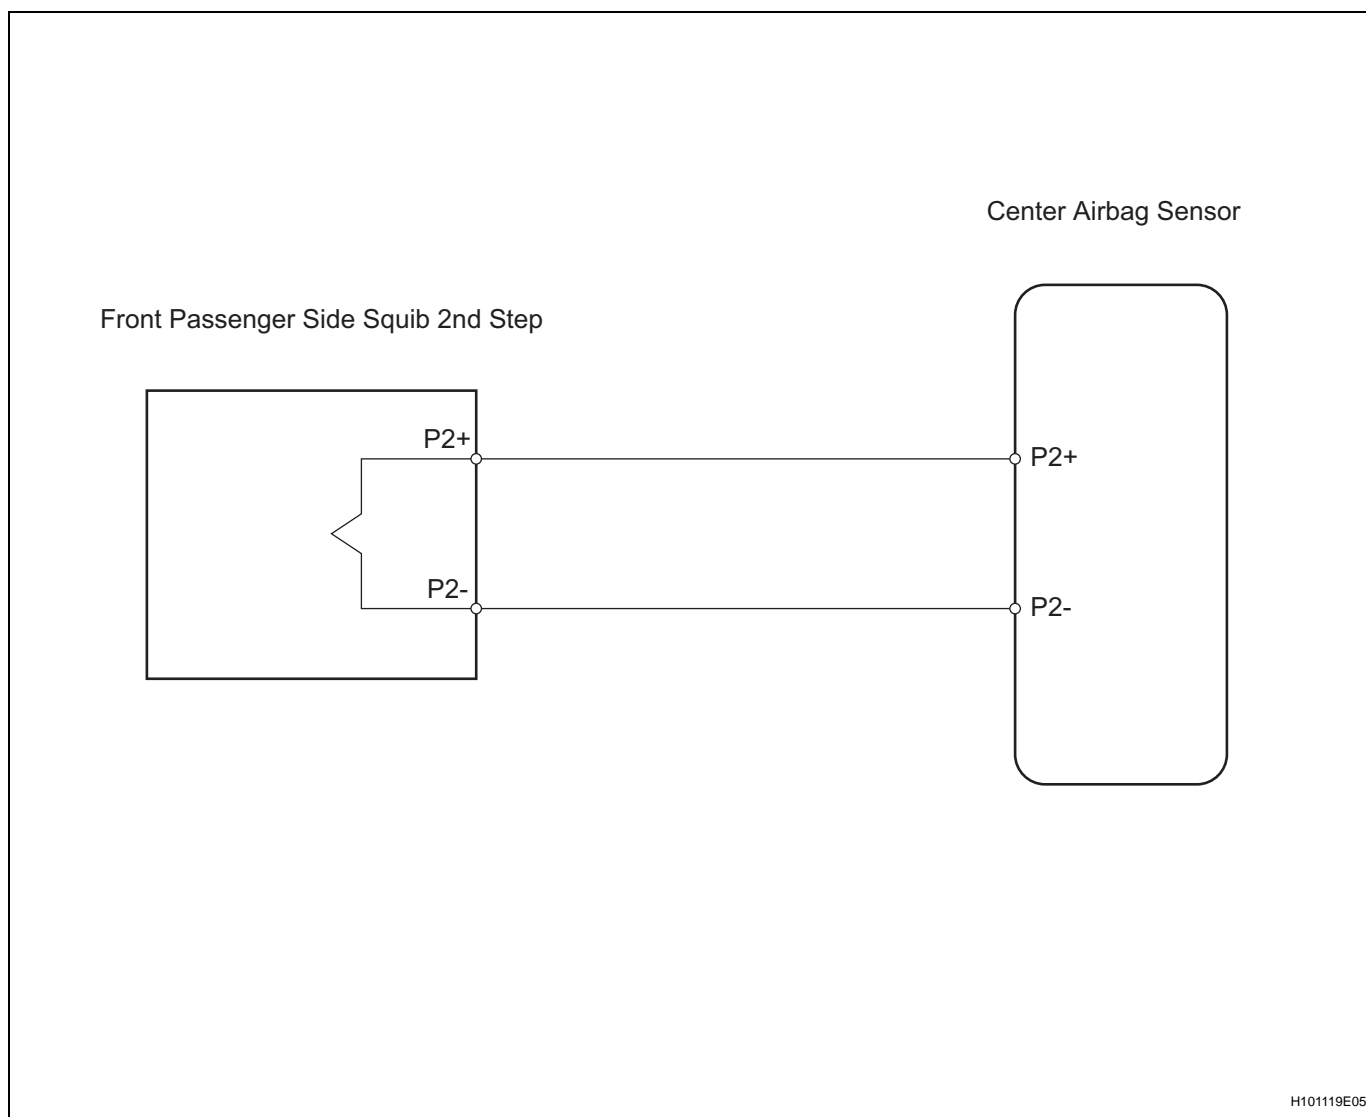 Center Airbag Sensor
Front Passenger Side Squib 2nd Step
P2+
P2+
P2-
P2-
H101119E05